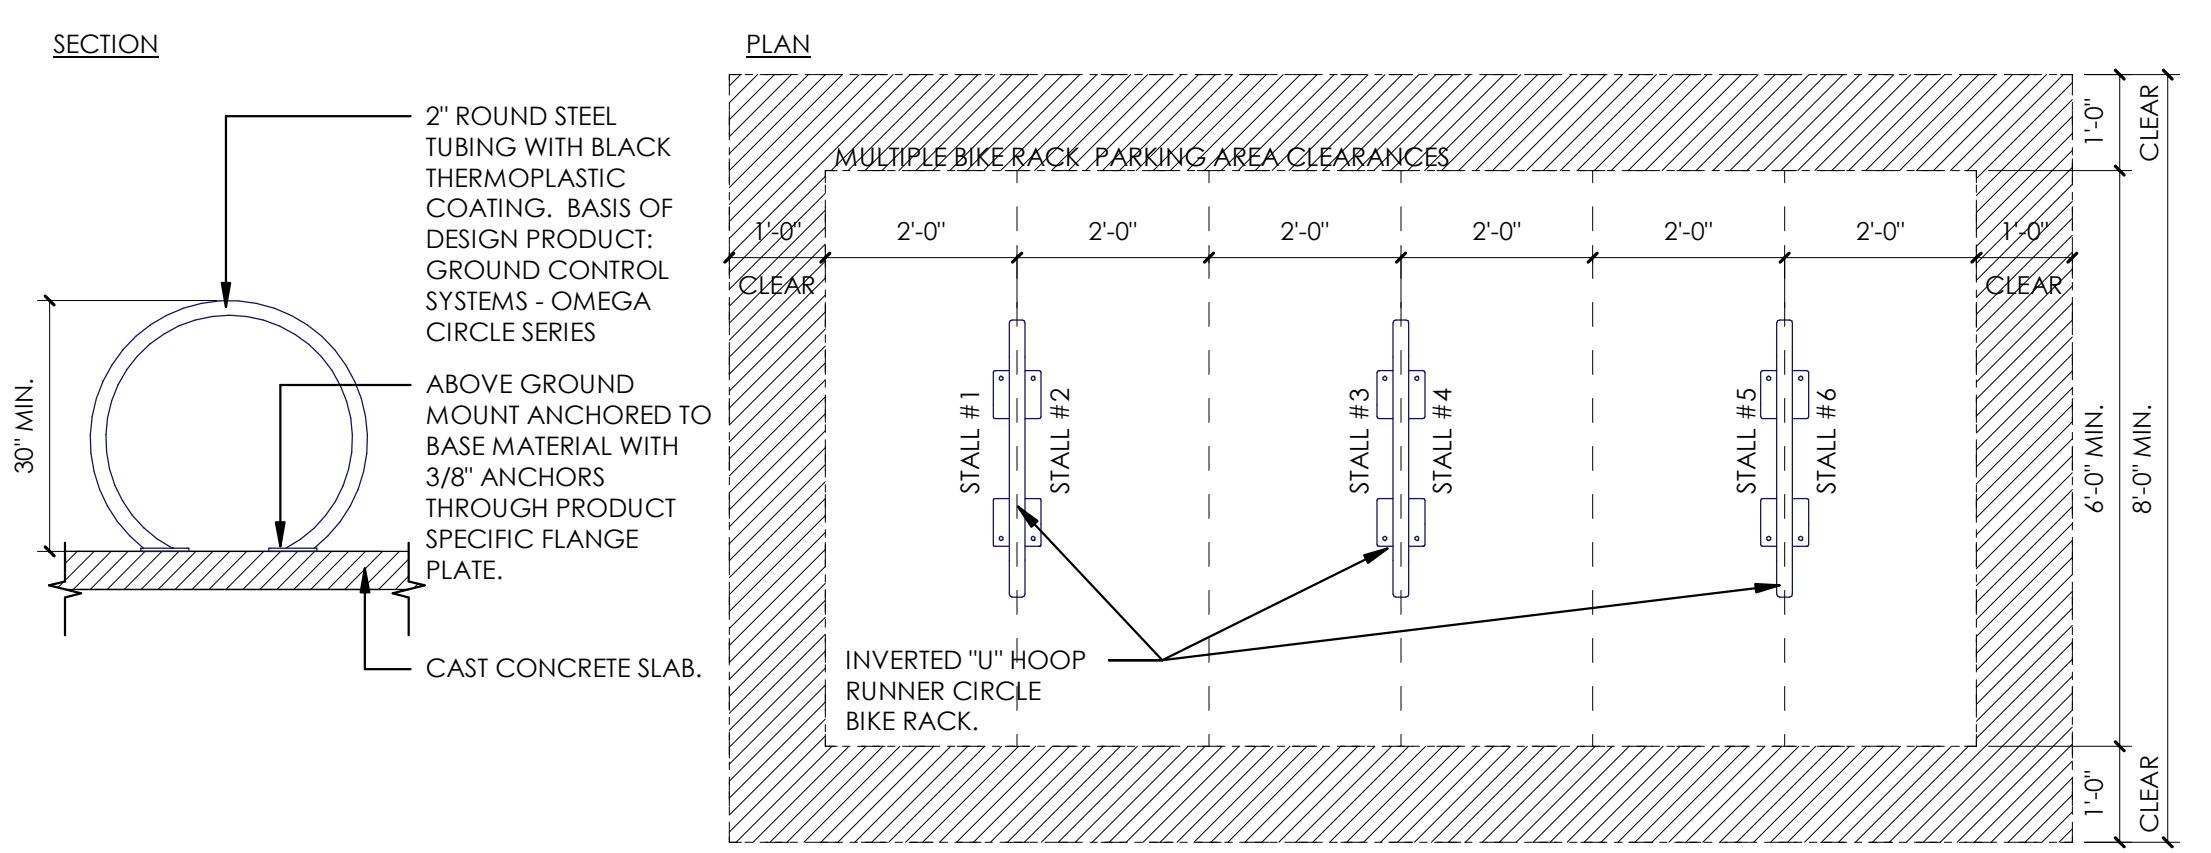 SECTION
2" ROUND STEEL
TUBING WITH BLACK
THERMOPLASTIC
COATING.  BASIS OF
DESIGN PRODUCT:
GROUND CONTROL
SYSTEMS - OMEGA
CIRCLE SERIES
ABOVE GROUND
MOUNT ANCHORED TO
BASE MATERIAL WITH
3/8" ANCHORS
THROUGH PRODUCT
SPECIFIC FLANGE
PLATE.
CAST CONCRETE SLAB.
30" MIN.
PLAN
MULTIPLE BIKE RACK  PARKING AREA CLEARANCES
1'-0"
CLEAR
2'-0"
2'-0"
2'-0"
2'-0"
2'-0"
2'-0"
1'-0"
CLEAR
STALL #1
STALL #2
STALL #3
STALL #4
STALL #5
STALL #6
INVERTED "U" HOOP
RUNNER CIRCLE
BIKE RACK.
1'-0"
CLEAR
6'-0" MIN.
8'-0" MIN.
1'-0"
CLEAR